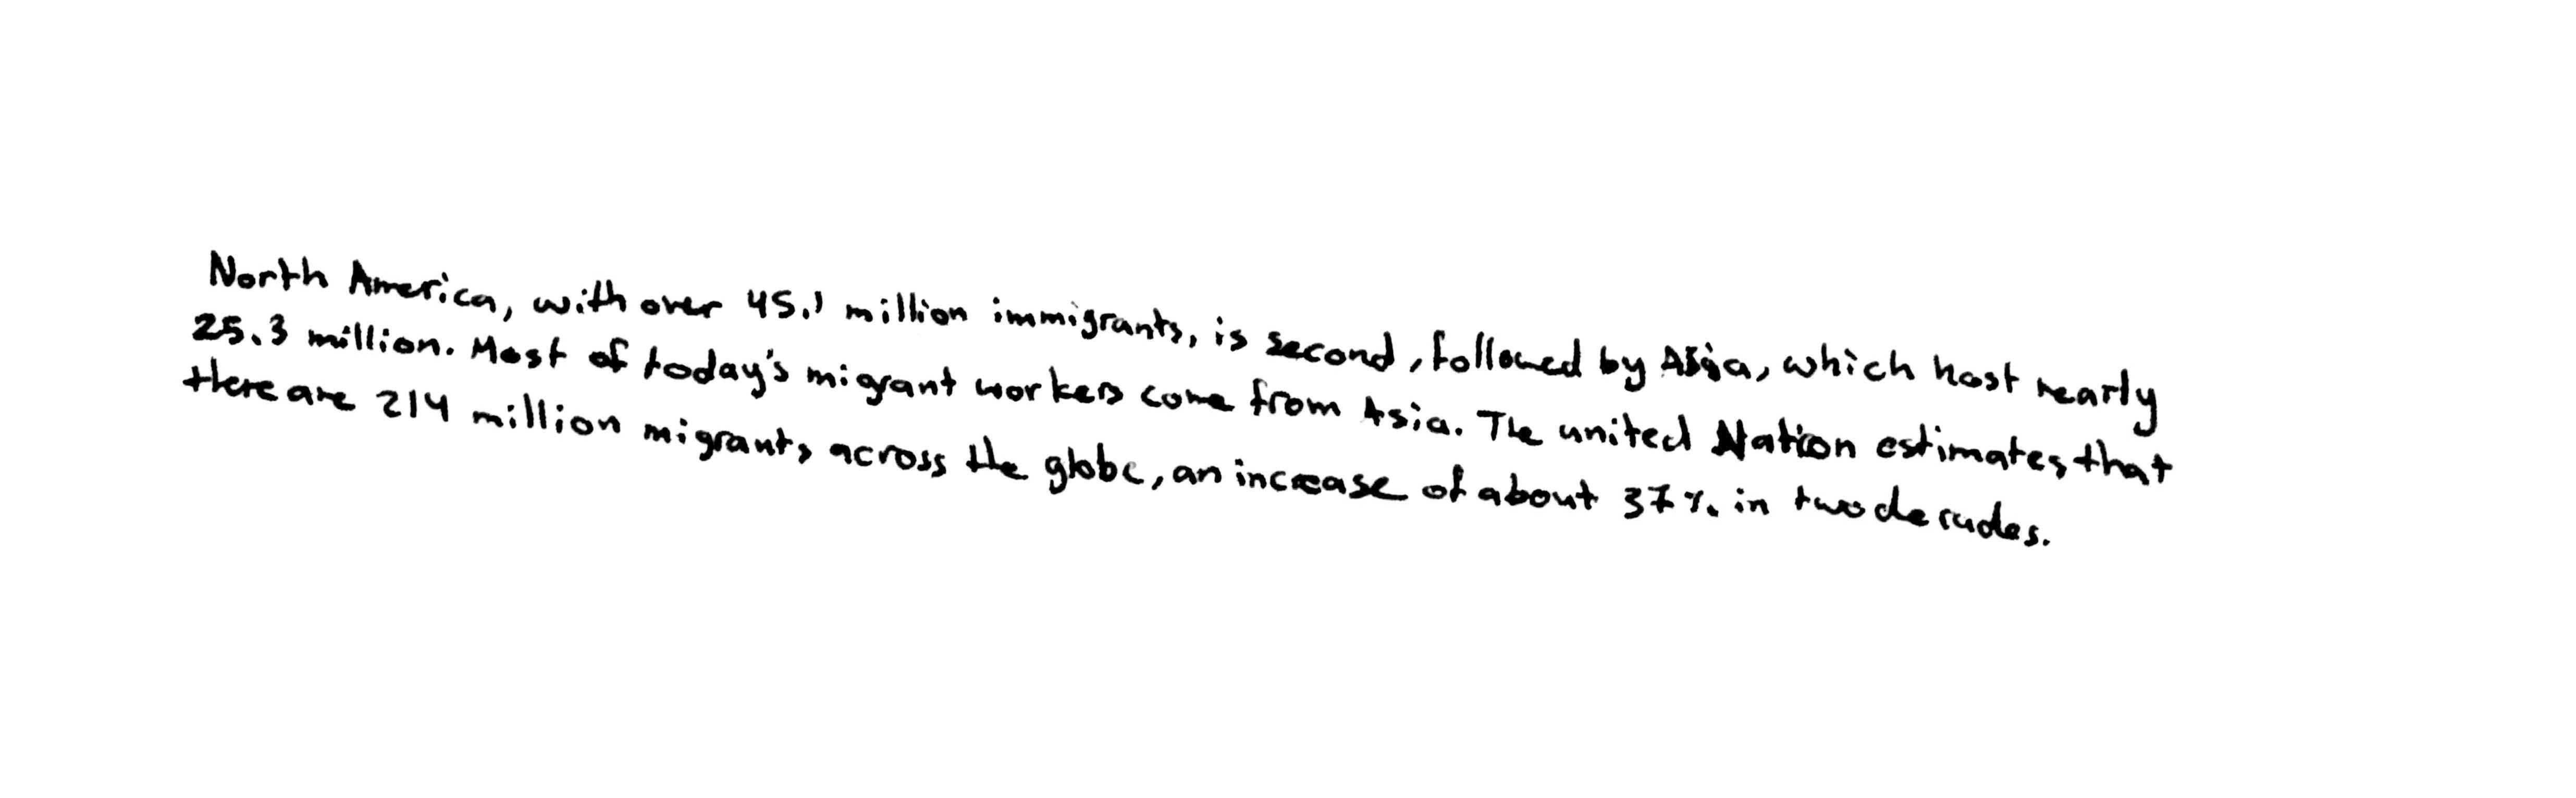 North America, with over 45.1 million immigrants, is second, followed by Asia, which host nearly
25.3 million. Most of today's migrant workers come from Asia. The united Nation estimates that
there are 214 million migrants across the globe, an increase of about 37% in two decades.